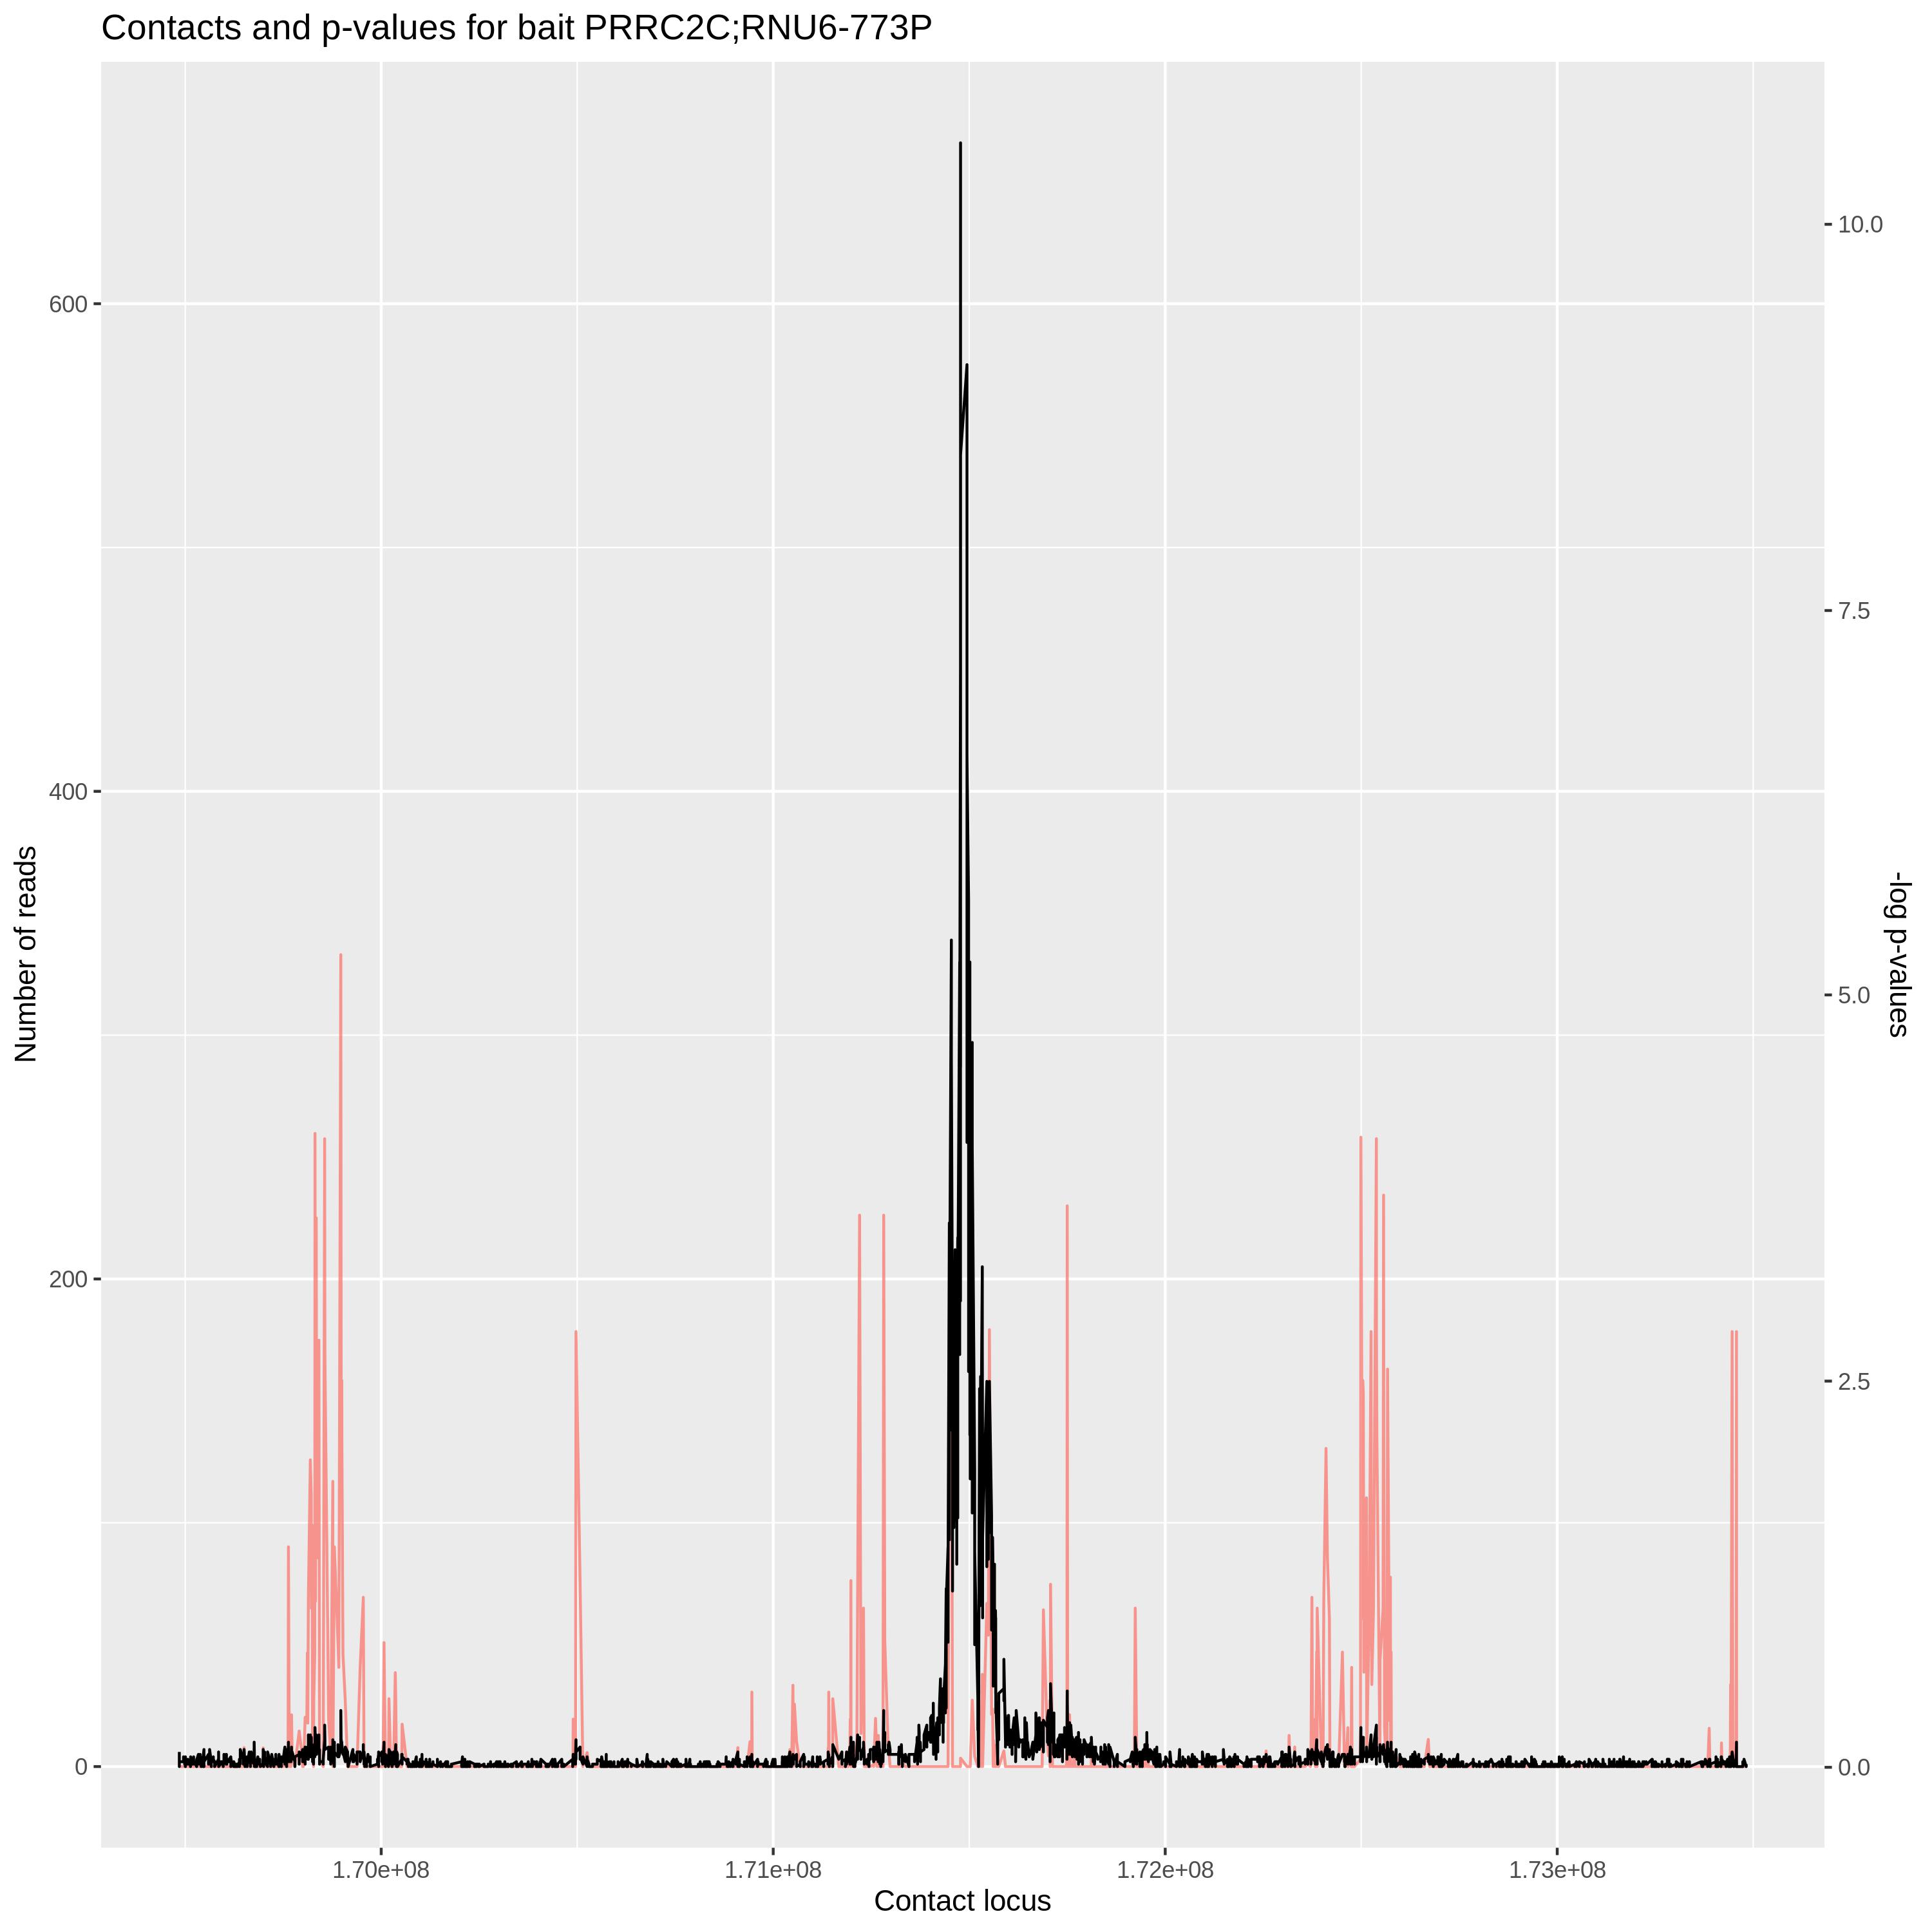 Contacts and p-values for bait PRRC2C;RNU6-773P
Number of reads
600
400
200
0
10.0
7.5
5.0
2.5
0.0
-log p-values
1.70e+08
1.71e+08
1.72e+08
1.73e+08
Contact locus